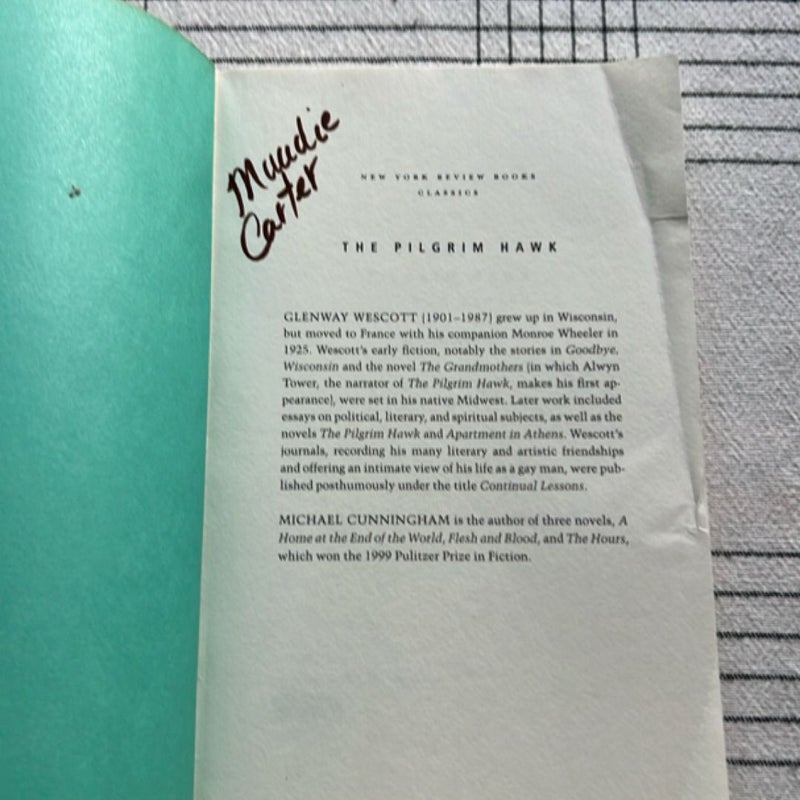 Maudie
Carter
NEW YORK REVIEW BOOKS
CLASSICS
THE PILGRIM HAWK
GLENWAY WESCOTT (1901–1987) grew up in Wisconsin,
but moved to France with his companion Monroe Wheeler in
1925. Wescott's early fiction, notably the stories in Goodbye,
Wisconsin and the novel The Grandmothers (in which Alwyn
Tower, the narrator of The Pilgrim Hawk, makes his first ap-
pearance), were set in his native Midwest. Later work included
essays on political, literary, and spiritual subjects, as well as the
novels The Pilgrim Hawk and Apartment in Athens. Wescott's
journals, recording his many literary and artistic friendships
and offering an intimate view of his life as a gay man, were pub-
lished posthumously under the title Continual Lessons.
MICHAEL CUNNINGHAM is the author of three novels, A
Home at the End of the World, Flesh and Blood, and The Hours,
which won the 1999 Pulitzer Prize in Fiction.